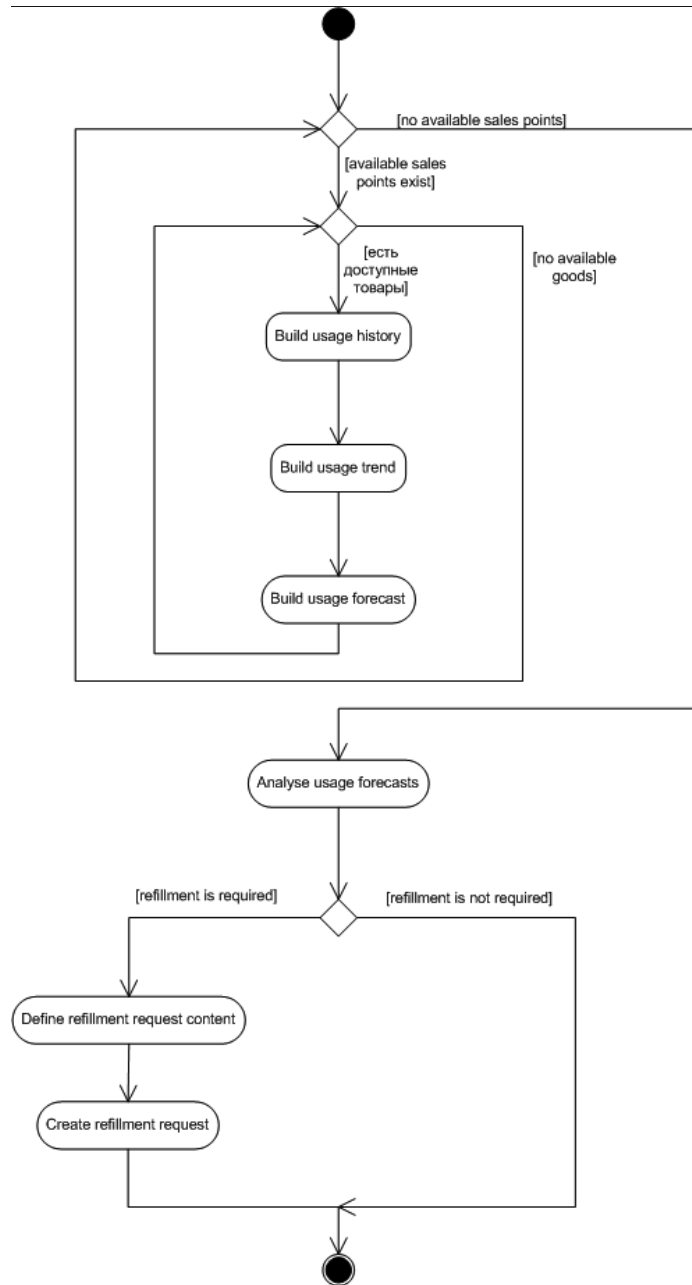 [no available sales points]
[available sales
points exist]
[есть
доступные
товары]
[no available
goods]
Build usage history
Build usage trend
Build usage forecast
Analyse usage forecasts
[refillment is required]
[refillment is not required]
Define refillment request content
Create refillment request